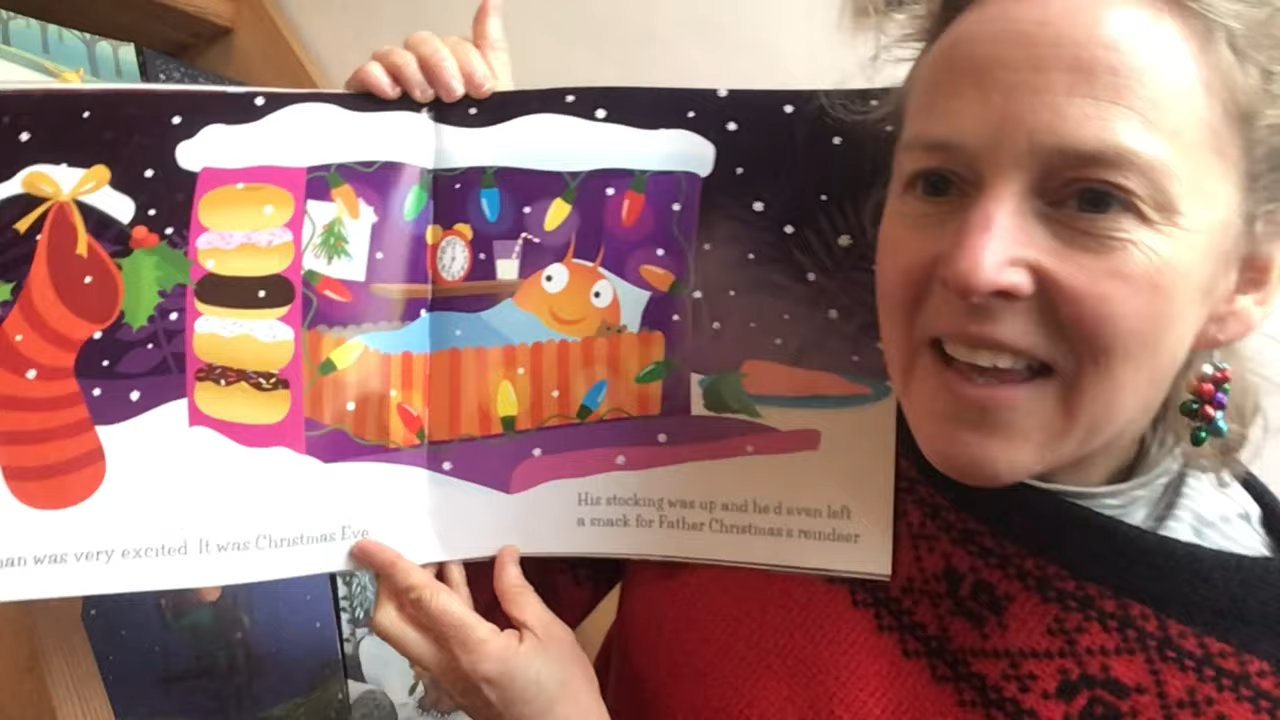 was very excited It was Christmas Eve
His stocking was up and he'd even left
a snack for Father Christmas's reindeer